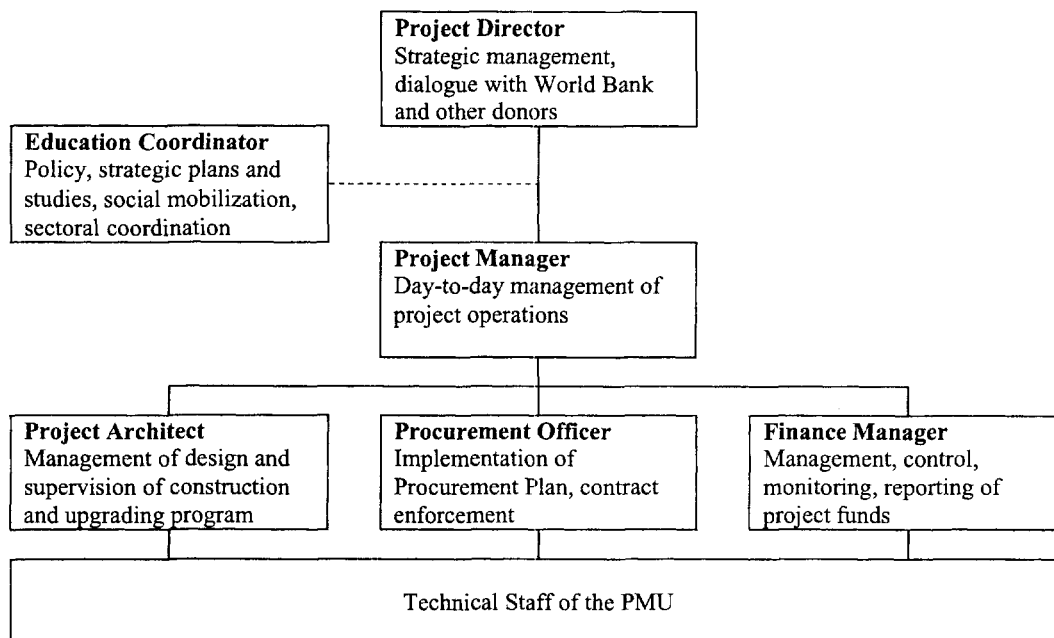 Project Director
Strategic management,
dialogue with World Bank
and other donors
Education Coordinator
Policy, strategic plans and
studies, social mobilization,
sectoral coordination
Project Manager
Day-to-day management of
project operations
Project Architect
Management of design and
supervision of construction
and upgrading program
Procurement Officer
Implementation of
Procurement Plan, contract
enforcement
Finance Manager
Management, control,
monitoring, reporting of
project funds
Technical Staff of the PMU